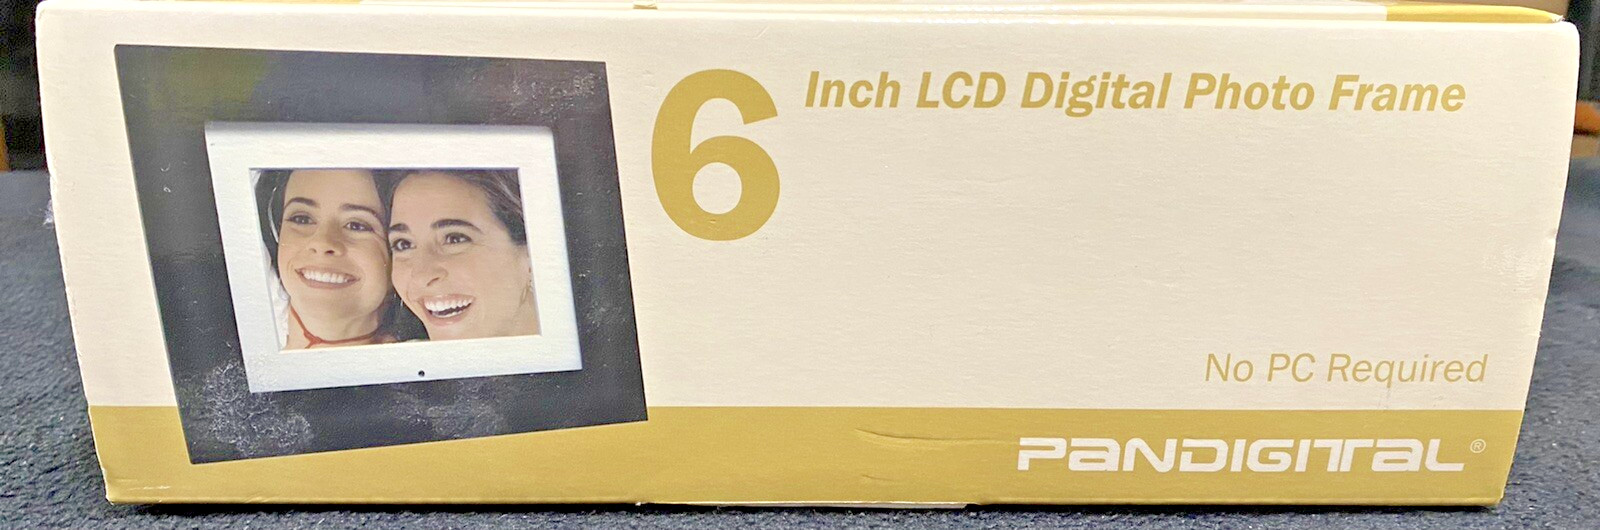 6 Inch LCD Digital Photo Frame
No PC Required
PANDIGITAL®